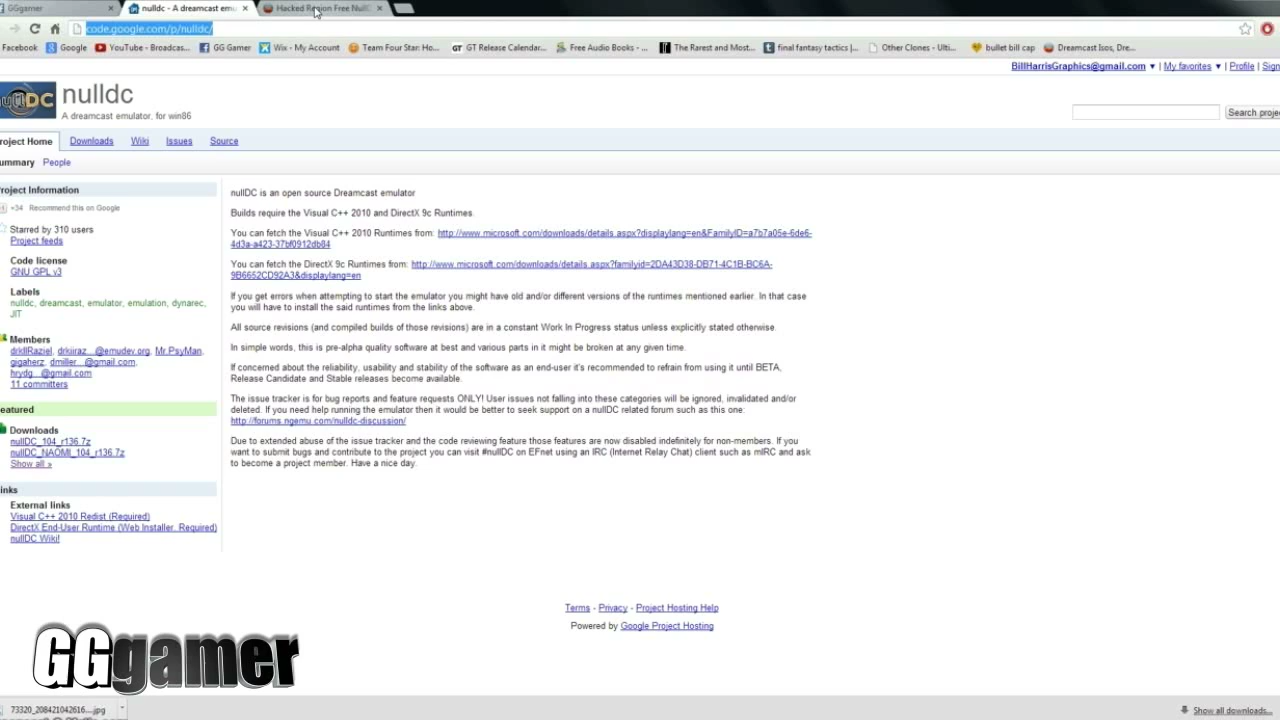 GGgamer
nulldc - A dreamcast emu
Hacked Region Free NullD
code.google.com/p/nulldc/
Facebook
Google
YouTube - Broadcas...
GG Gamer
Wix - My Account
Team Four Star: Ho...
GT GT Release Calendar...
Free Audio Books - ...
The Rarest and Most...
final fantasy tactics |...
Other Clones - Ulti...
bullet bill cap
Dreamcast Isos, Dre...
BillHarrisGraphics@gmail.com ▼ | My favorites ▼ | Profile | Sign
nullDC
nulldc
A dreamcast emulator, for win86
Search proje
roject Home
Downloads
Wiki
Issues
Source
ummary
People
roject Information
+34 Recommend this on Google
Starred by 310 users
Project feeds
Code license
GNU GPL v3
Labels
nulldc, dreamcast, emulator, emulation, dynarec,
JIT
Members
drkIIRaziel, drkiiraz...@emudev.org, Mr.PsyMan,
gigaherz, dmiller...@gmail.com,
hrydg...@gmail.com
11 committers
eatured
Downloads
nullDC_104_r136.7z
nullDC_NAOMI_104_r136.7z
Show all »
inks
External links
Visual C++ 2010 Redist (Required)
DirectX End-User Runtime (Web Installer, Required)
nullDC Wiki!
nullDC is an open source Dreamcast emulator
Builds require the Visual C++ 2010 and DirectX 9c Runtimes.
You can fetch the Visual C++ 2010 Runtimes from: http://www.microsoft.com/downloads/details.aspx?displaylang=en&FamilyID=a7b7a05e-6de6-
4d3a-a423-37bf0912db84
You can fetch the DirectX 9c Runtimes from: http://www.microsoft.com/downloads/details.aspx?familyid=2DA43D38-DB71-4C1B-BC6A-
9B6652CD92A3&displaylang=en
If you get errors when attempting to start the emulator you might have old and/or different versions of the runtimes mentioned earlier. In that case
you will have to install the said runtimes from the links above.
All source revisions (and compiled builds of those revisions) are in a constant Work In Progress status unless explicitly stated otherwise.
In simple words, this is pre-alpha quality software at best and various parts in it might be broken at any given time.
If concerned about the reliability, usability and stability of the software as an end-user it's recommended to refrain from using it until BETA,
Release Candidate and Stable releases become available.
The issue tracker is for bug reports and feature requests ONLY! User issues not falling into these categories will be ignored, invalidated and/or
deleted. If you need help running the emulator then it would be better to seek support on a nullDC related forum such as this one:
http://forums.ngemu.com/nulldc-discussion/
Due to extended abuse of the issue tracker and the code reviewing feature those features are now disabled indefinitely for non-members. If you
want to submit bugs and contribute to the project you can visit #nullDC on EFnet using an IRC (Internet Relay Chat) client such as mIRC and ask
to become a project member. Have a nice day.
Terms - Privacy - Project Hosting Help
Powered by Google Project Hosting
GGgamer
73320_208421042616....jpg
Show all downloads...